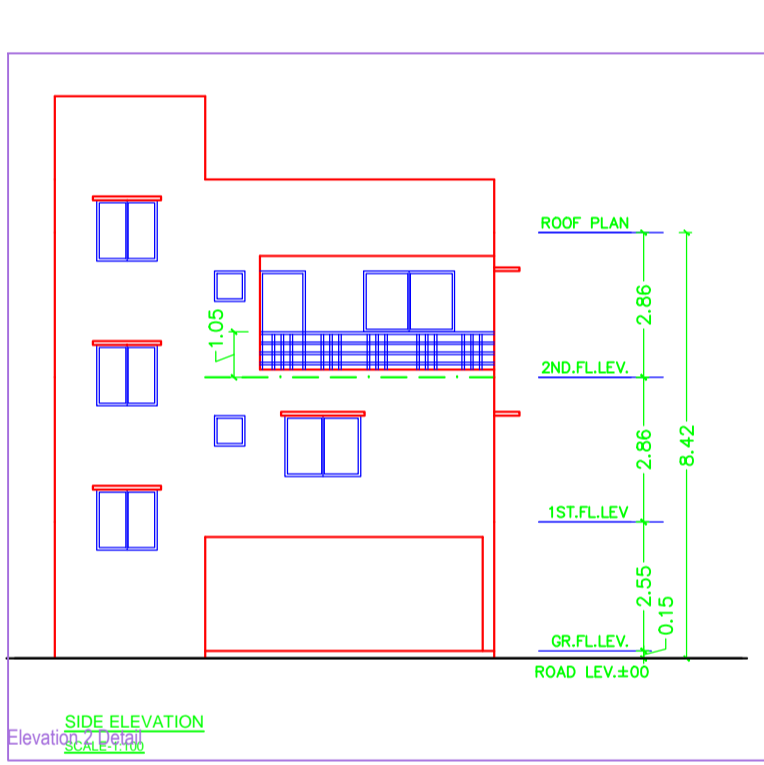 ROOF PLAN
2.86
1.05
2ND.FL.LEV.
2.86
8.42
1ST.FL.LEV
2.55
0.15
GR.FL.LEV.
ROAD LEV.±00
SIDE ELEVATION
Elevation 2 Detail
SCALE-1:100